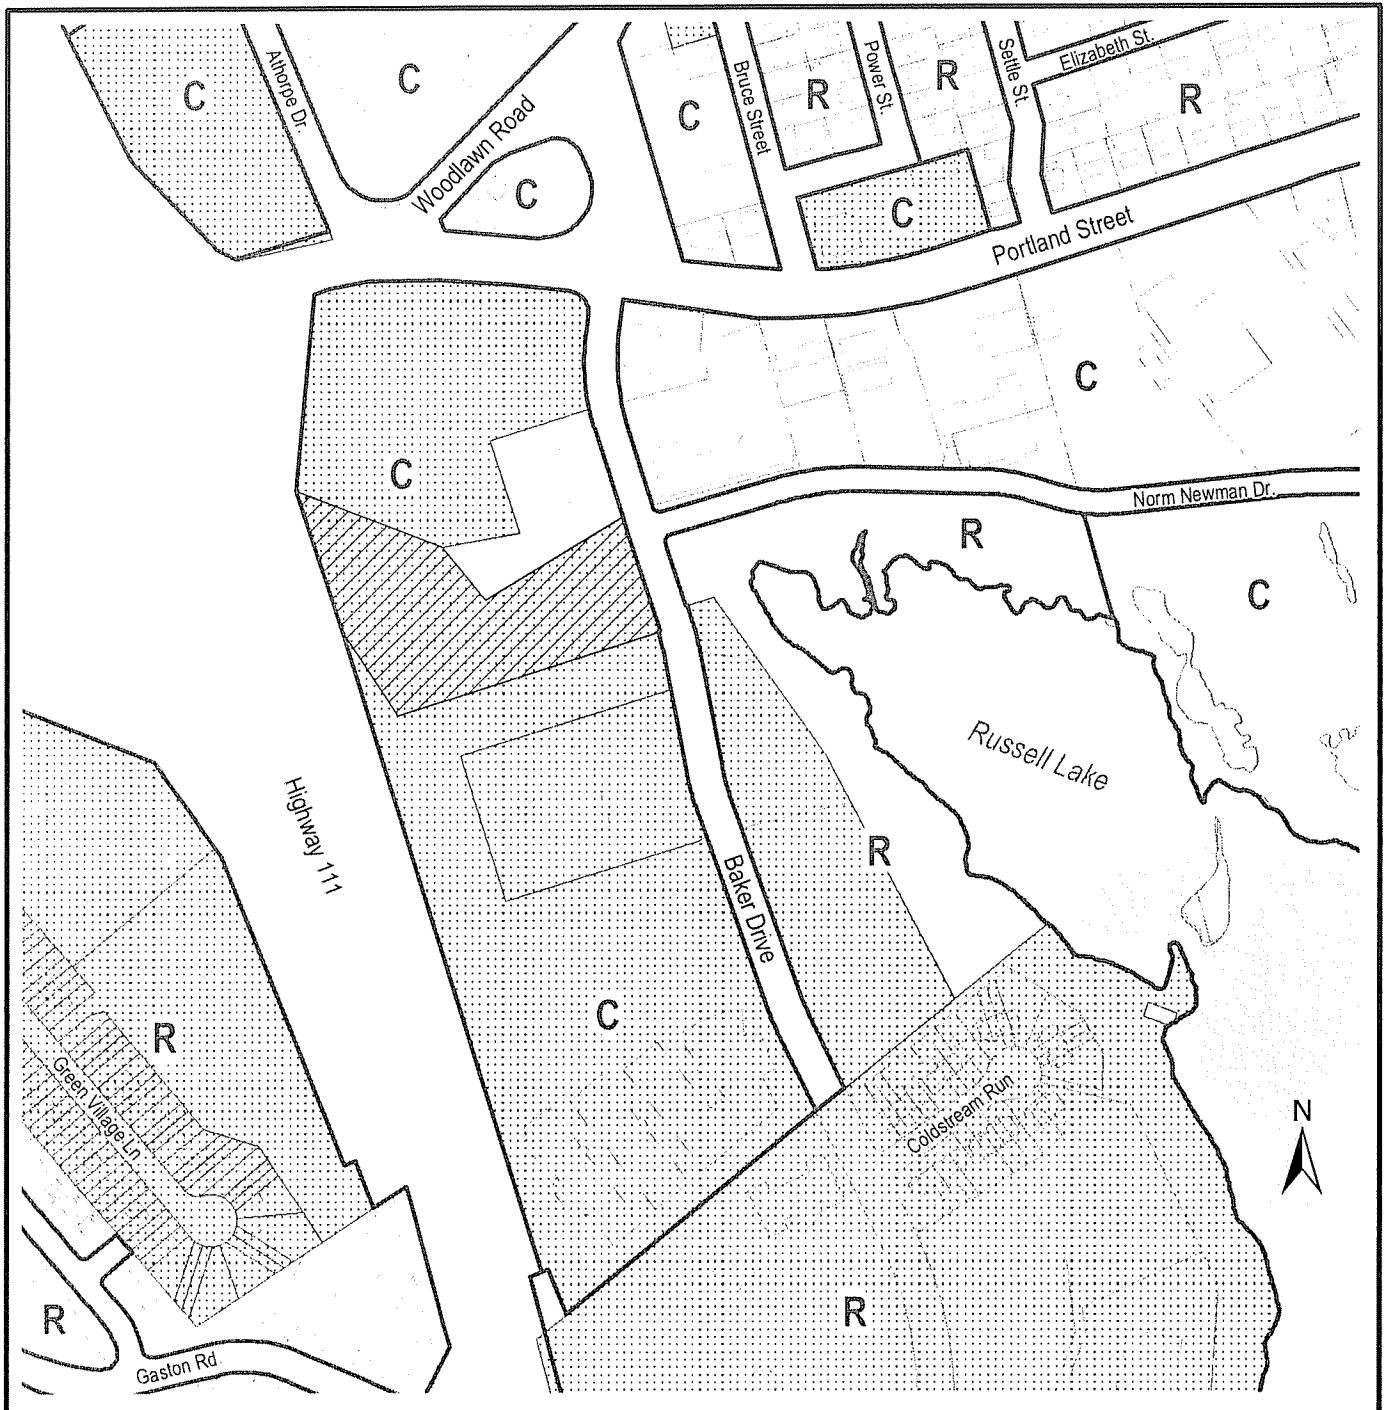 C
Athorpe Dr.
C
Woodlawn Road
C
C
Bruce Street
R
Power St.
R
Settle St.
Elizabeth St.
R
C
Portland Street
C
C
Norm Newman Dr.
R
C
Russell Lake
Highway 111
R
Baker Drive
C
R
Green Village Ln
Coldstream Run
N
R
R
Gaston Rd.